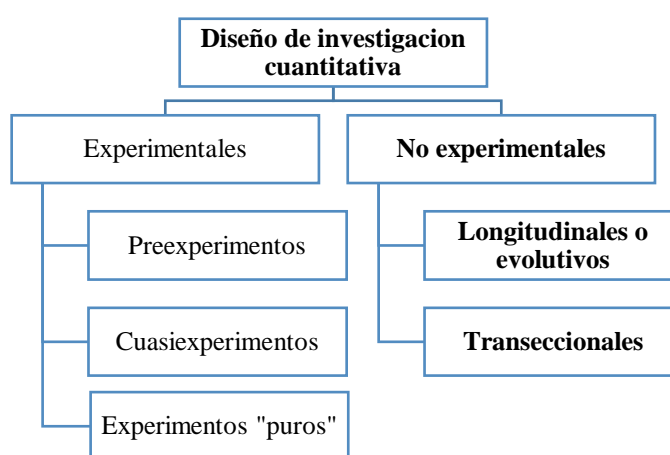 Diseño de investigacion
cuantitativa
Experimentales
No experimentales
Preexperimentos
Longitudinales o
evolutivos
Cuasiexperimentos
Transeccionales
Experimentos "puros"